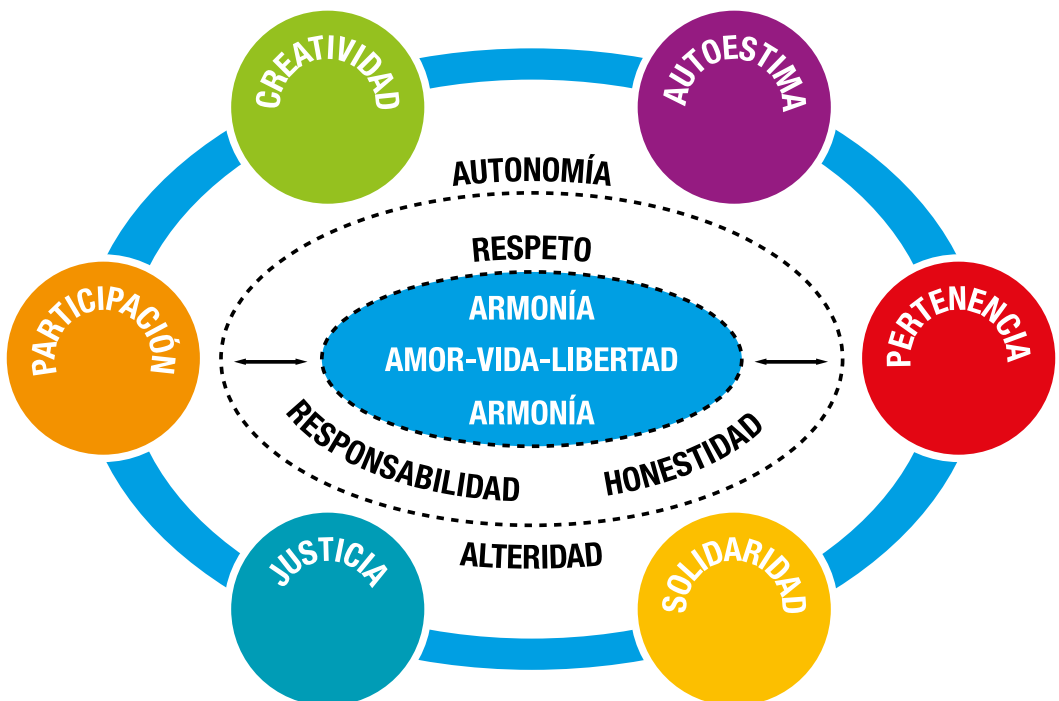 CREATIVIDAD
AUTOESTIMA
AUTONOMÍA
RESPETO
PARTICIPACIÓN
ARMONÍA
AMOR-VIDA-LIBERTAD
ARMONÍA
PERTENENCIA
RESPONSABILIDAD
HONESTIDAD
ALTERIDAD
JUSTICIA
SOLIDARIDAD